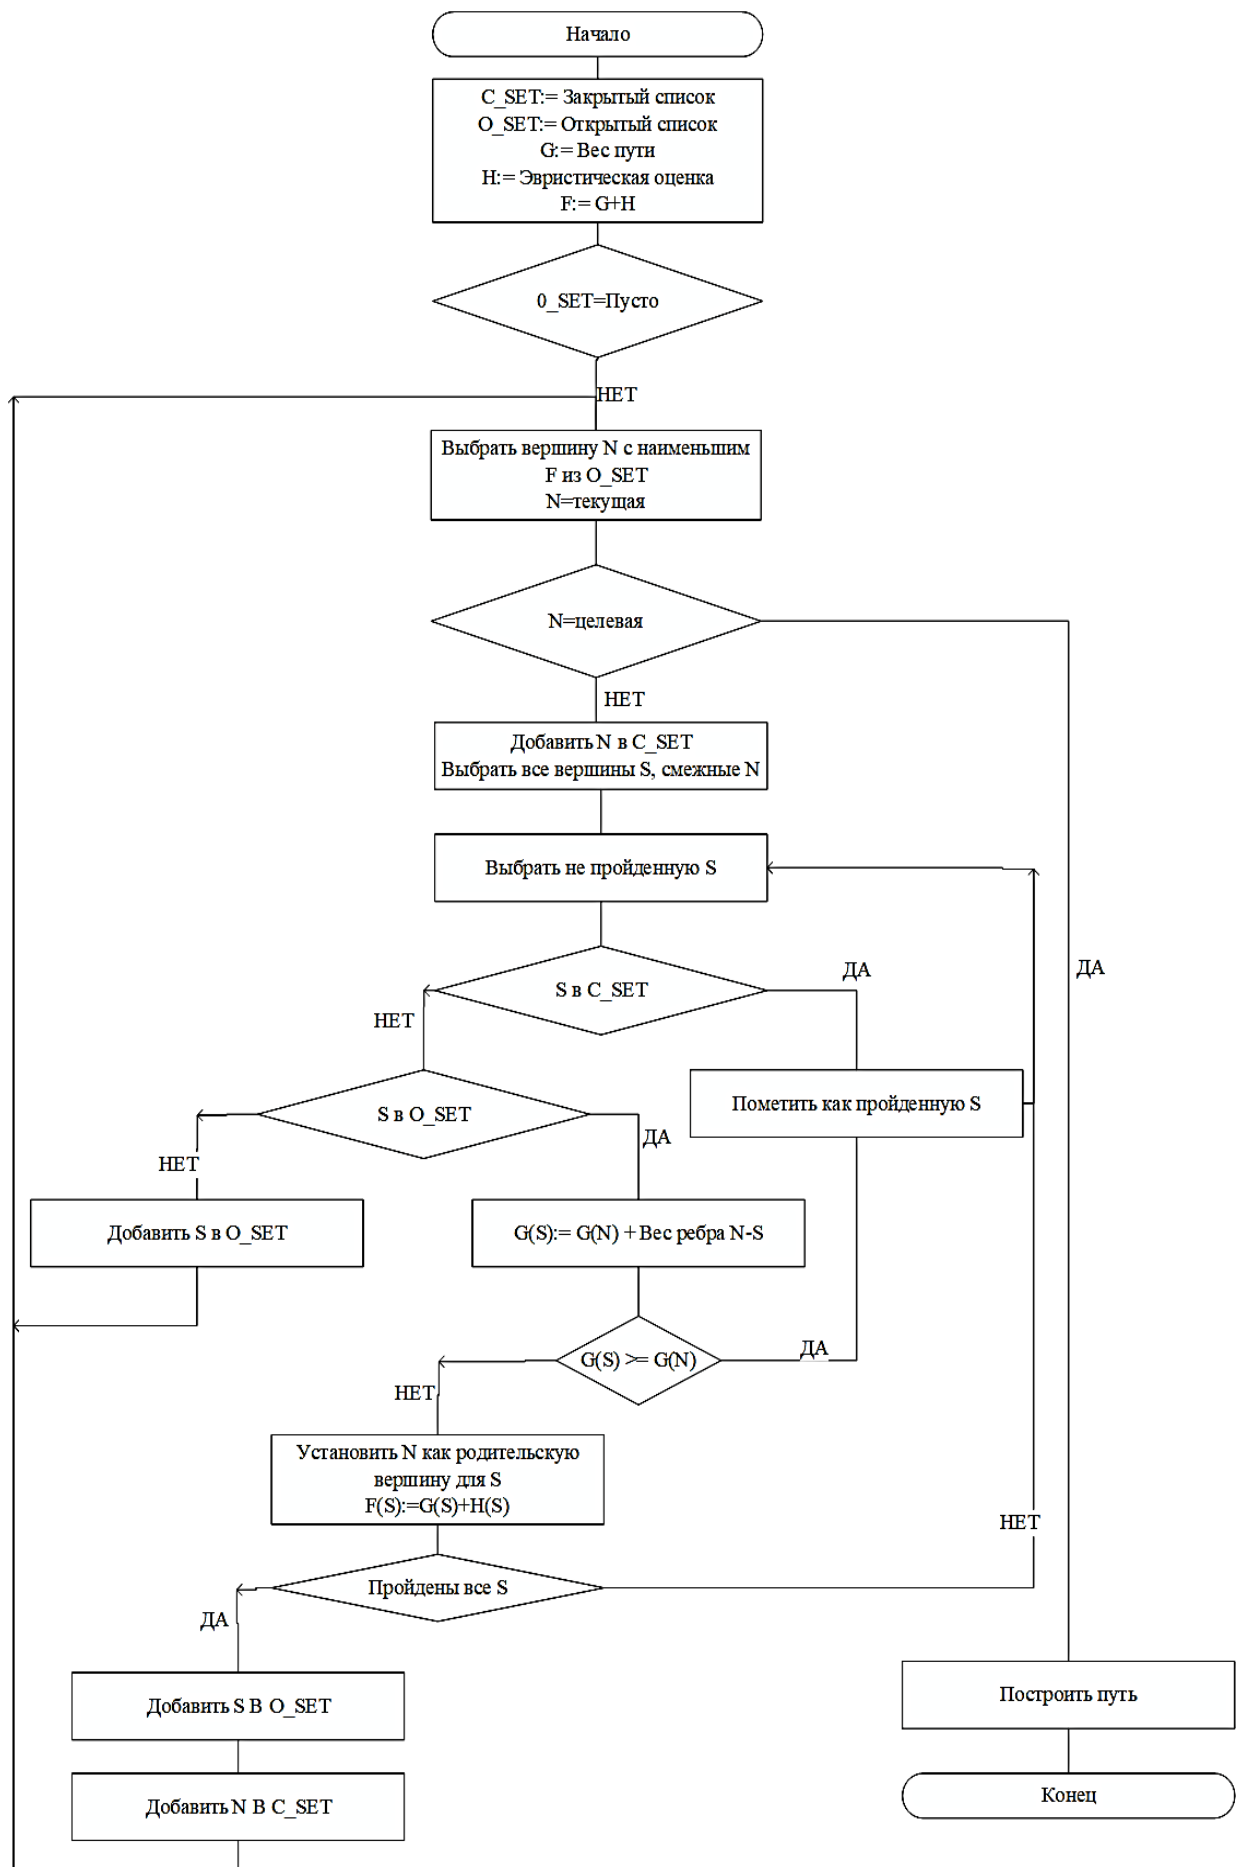 Начало
C_SET:= Закрытый список
O_SET:= Открытый список
G:= Вес пути
H:= Эвристическая оценка
F:= G+H
0_SET=Пусто
НЕТ
Выбрать вершину N с наименьшим
F из O_SET
N=текущая
N=целевая
НЕТ
Добавить N в C_SET
Выбрать все вершины S, смежные N
Выбрать не пройденную S
ДА
ДА
S в C_SET
НЕТ
Пометить как пройденную S
S в O_SET
ДА
НЕТ
Добавить S в O_SET
G(S):= G(N) + Вес ребра N-S
G(S) >= G(N)
ДА
НЕТ
Установить N как родительскую
вершину для S
F(S):=G(S)+H(S)
НЕТ
Пройдены все S
ДА
Добавить S В O_SET
Построить путь
Добавить N В C_SET
Конец